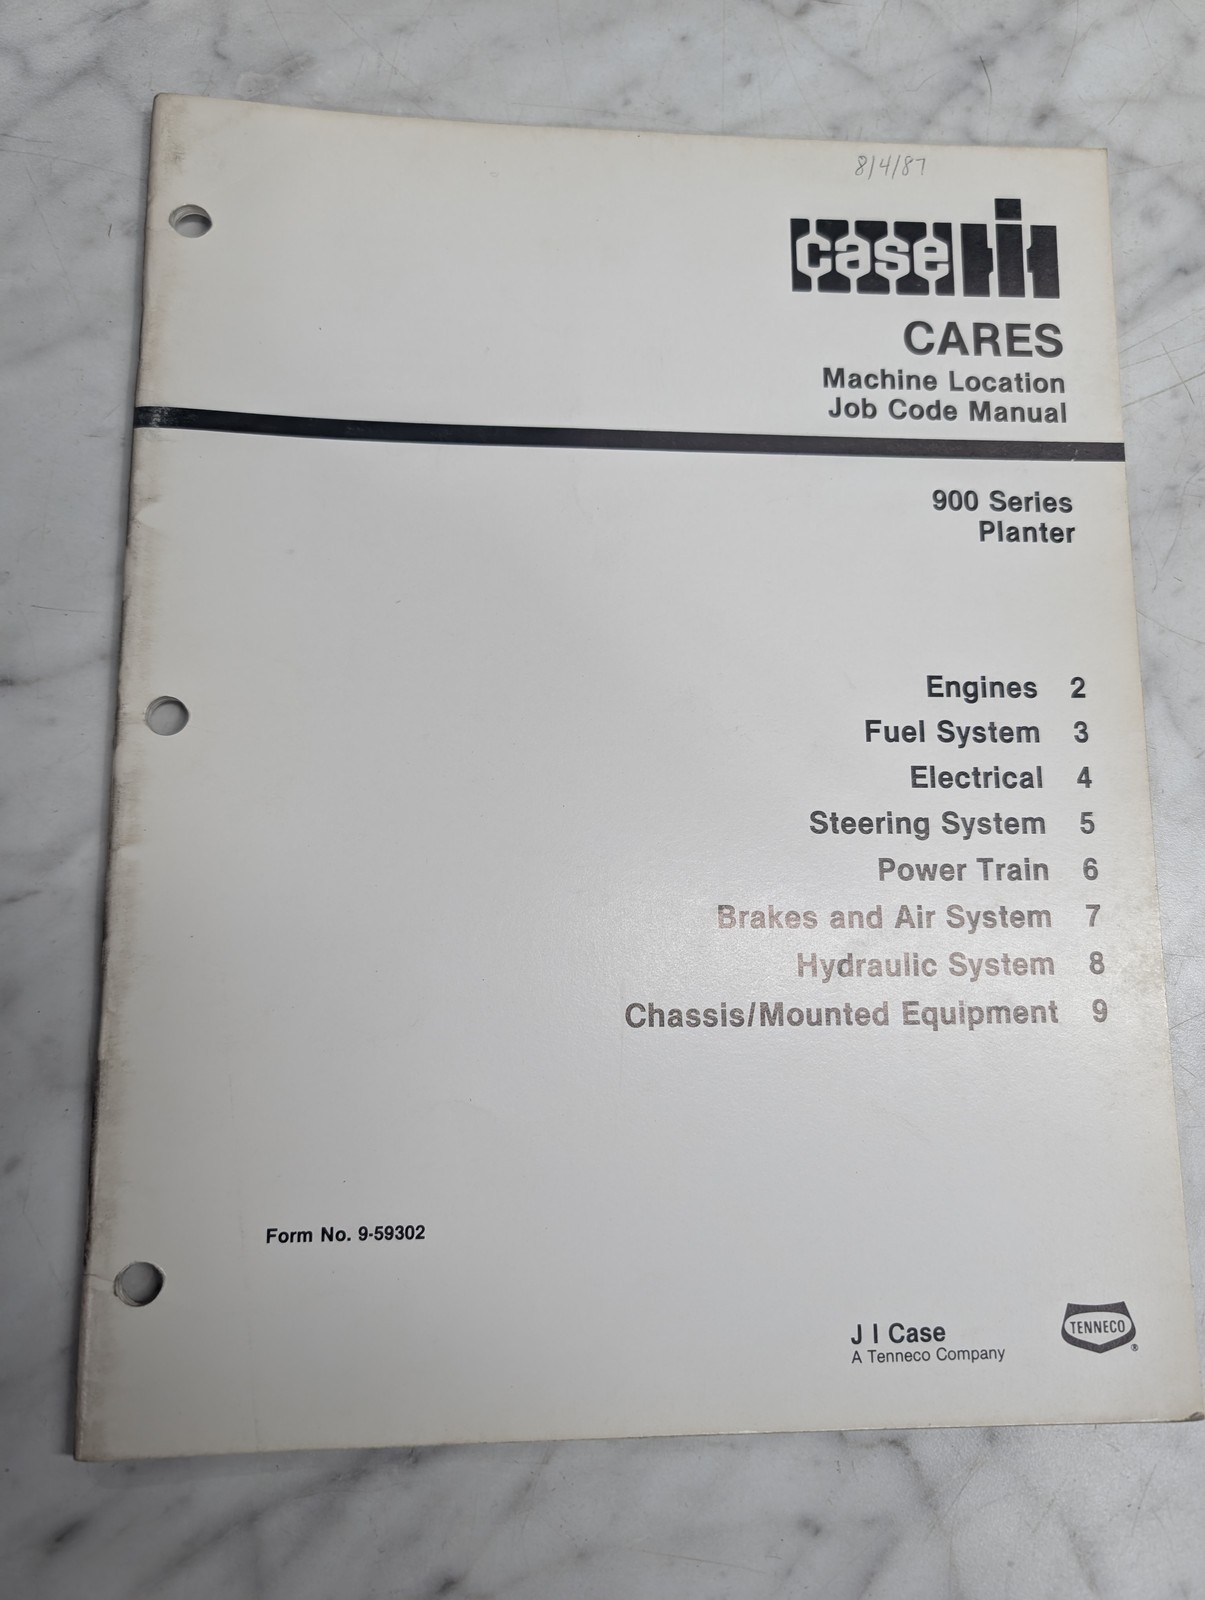 8/4/87
case IH
CARES
Machine Location
Job Code Manual
900 Series
Planter
Engines 2
Fuel System 3
Electrical 4
Steering System 5
Power Train 6
Brakes and Air System 7
Hydraulic System 8
Chassis/Mounted Equipment 9
Form No. 9-59302
J I Case
A Tenneco Company
TENNECO
®